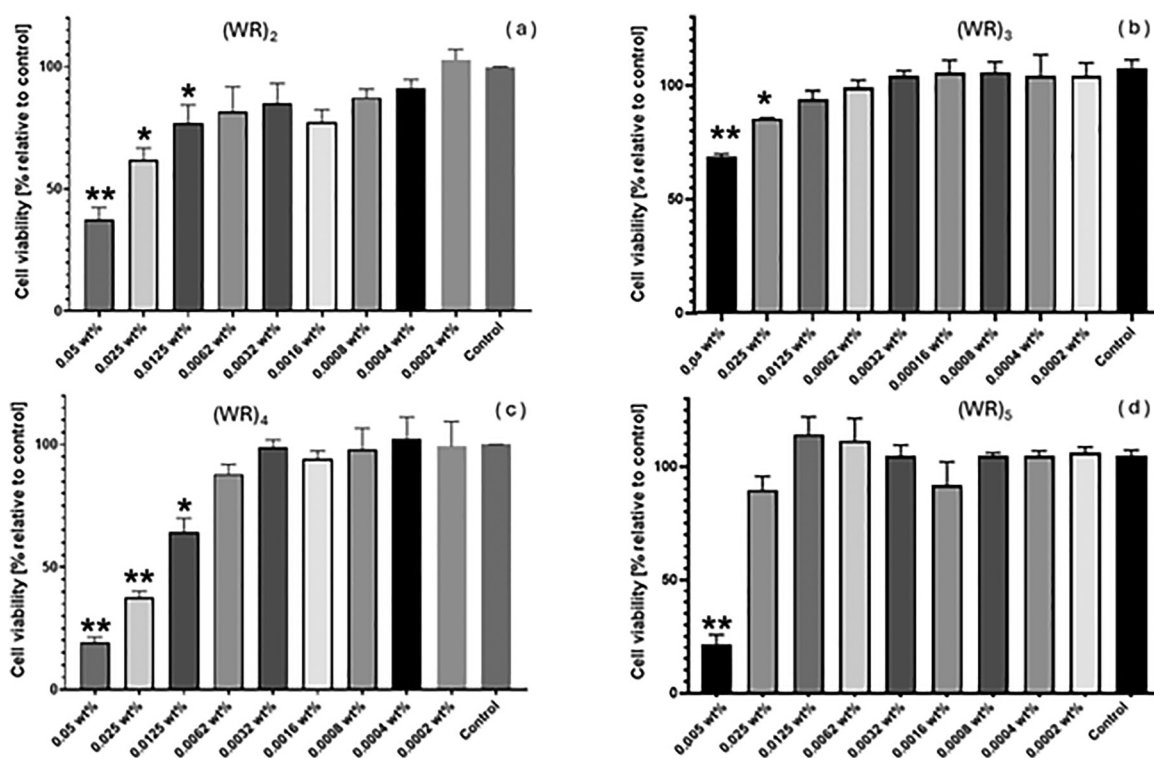 (WR)2
(a)
Cell viability [% relative to control]
100
50
0
**
*
*
0.05 wt%
0.025 wt%
0.0125 wt%
0.0062 wt%
0.0032 wt%
0.0016 wt%
0.0008 wt%
0.0004 wt%
0.0002 wt%
Control
(WR)3
(b)
Cell viability [% relative to control]
100
50
0
**
*
wt%
0.025 wt%
0.0125 wt%
0.0062 wt%
0.0032 wt%
0.00016 wt%
0.0008 wt%
0.0004 wt%
0.0002 wt%
Control
(WR)4
(c)
Cell viability [% relative to control]
100
50
0
**
**
*
0.05 wt%
0.025 wt%
0.0125 wt%
0.0062 wt%
0.0032 wt%
0.0016 wt%
0.0008 wt%
0.0004 wt%
0.0002 wt%
Control
(WR)5
(d)
Cell viability [% relative to control]
100
50
0
**
0.005 wt%
0.025 wt%
0.0125 wt%
0.0062 wt%
0.0032 wt%
0.0016 wt%
0.0008 wt%
0.0004 wt%
0.0002 wt%
Control